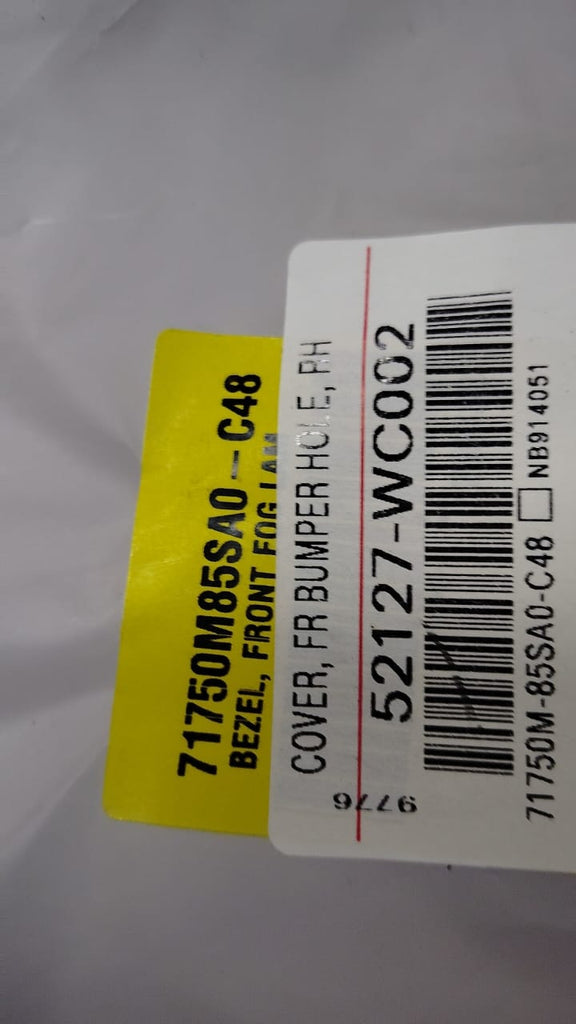 71750M85SA0-C48
BEZEL, FRONT FOG LAM
COVER, FR BUMPER HOLE, RH
52127-WC002
9776
71750M-85SA0-C48 NB914051